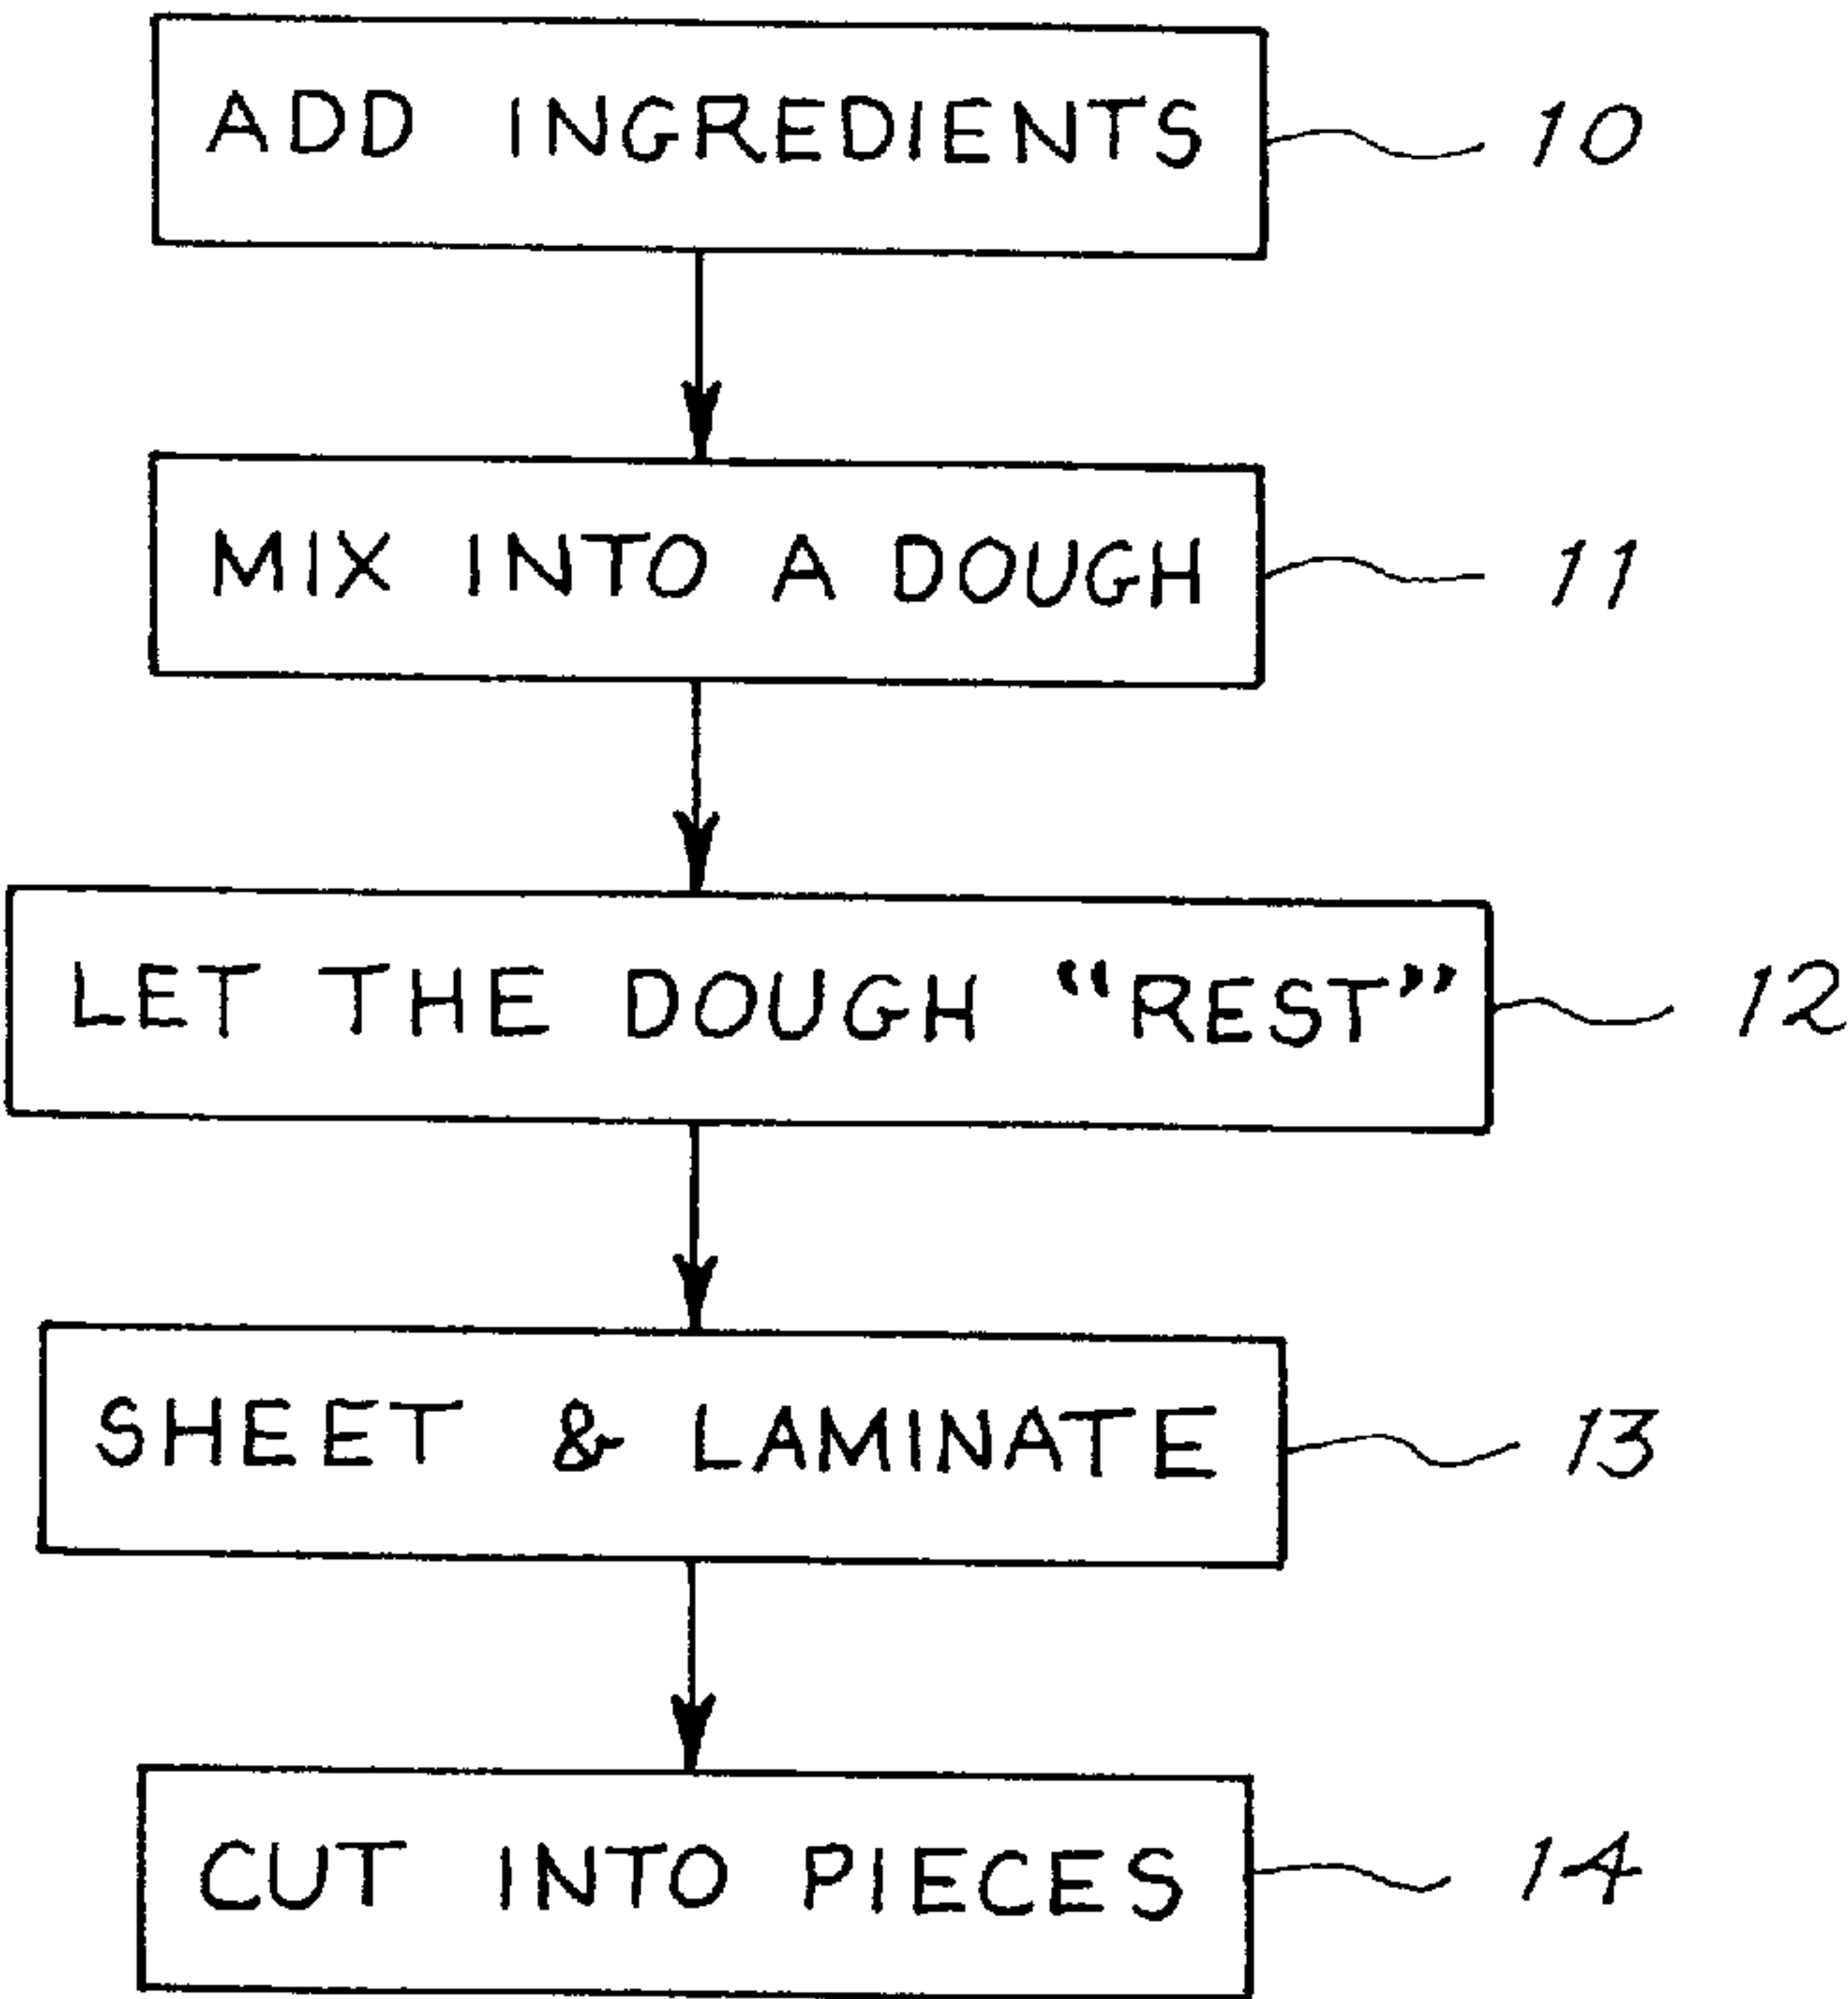 ADD INGREDIENTS 10
MIX INTO A DOUGH 11
LET THE DOUGH “REST” 12
SHEET & LAMINATE 13
CUT INTO PIECES 14